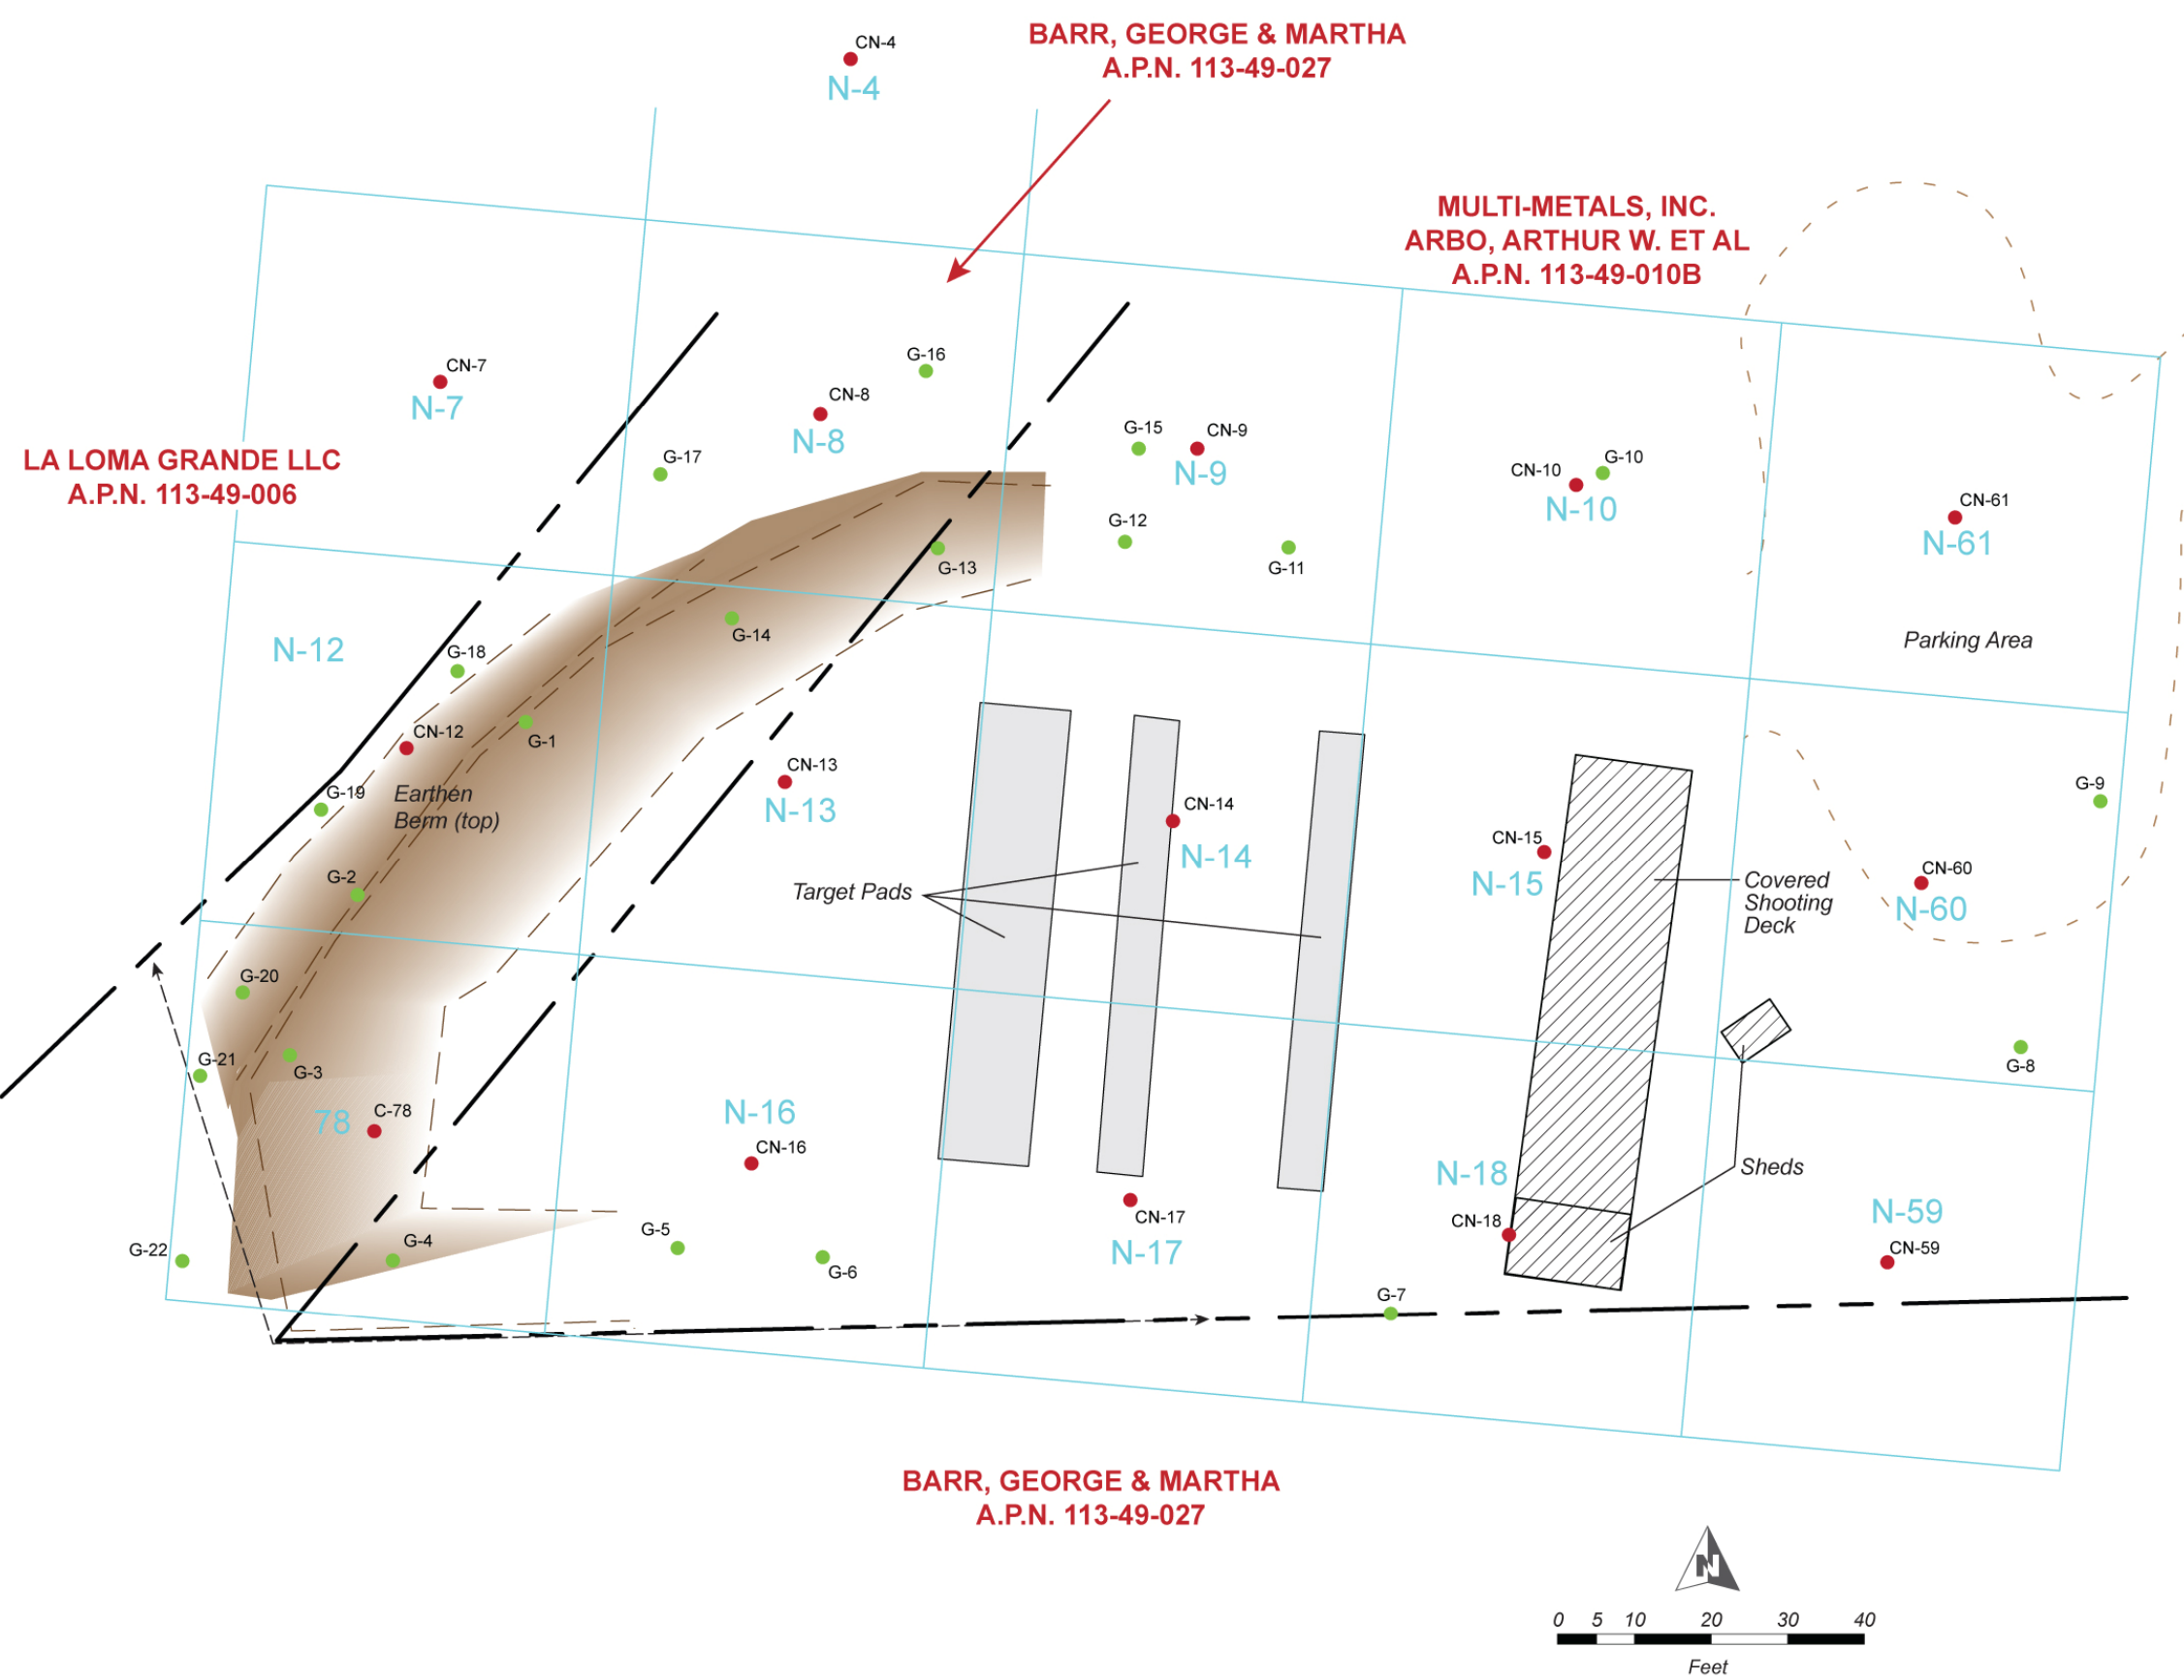 CN-4
N-4
BARR, GEORGE & MARTHA
A.P.N. 113-49-027
MULTI-METALS, INC.
ARBO, ARTHUR W. ET AL
A.P.N. 113-49-010B
CN-7
N-7
G-16
CN-8
N-8
G-17
G-15
CN-9
N-9
G-10
CN-10
N-10
CN-61
N-61
LA LOMA GRANDE LLC
A.P.N. 113-49-006
G-12
G-11
G-13
G-14
N-12
G-18
Parking Area
CN-12
G-1
G-19
Earthen
Berm (top)
CN-13
N-13
CN-14
N-14
CN-15
N-15
G-9
CN-60
N-60
G-2
Target Pads
Covered
Shooting
Deck
G-20
G-21
G-3
G-8
78
C-78
N-16
CN-16
N-18
CN-18
Sheds
CN-17
N-17
N-59
CN-59
G-22
G-4
G-5
G-6
G-7
BARR, GEORGE & MARTHA
A.P.N. 113-49-027
N
0 5 10 20 30 40
Feet